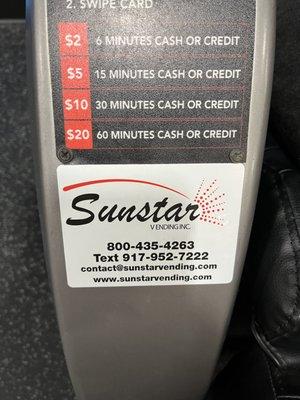 2. SWIPE CARD
$2 6 MINUTES CASH OR CREDIT
$5 15 MINUTES CASH OR CREDIT
$10 30 MINUTES CASH OR CREDIT
$20 60 MINUTES CASH OR CREDIT
Sunstar
VENDING INC.
800-435-4263
Text 917-952-7222
contact@sunstarvending.com
www.sunstarvending.com